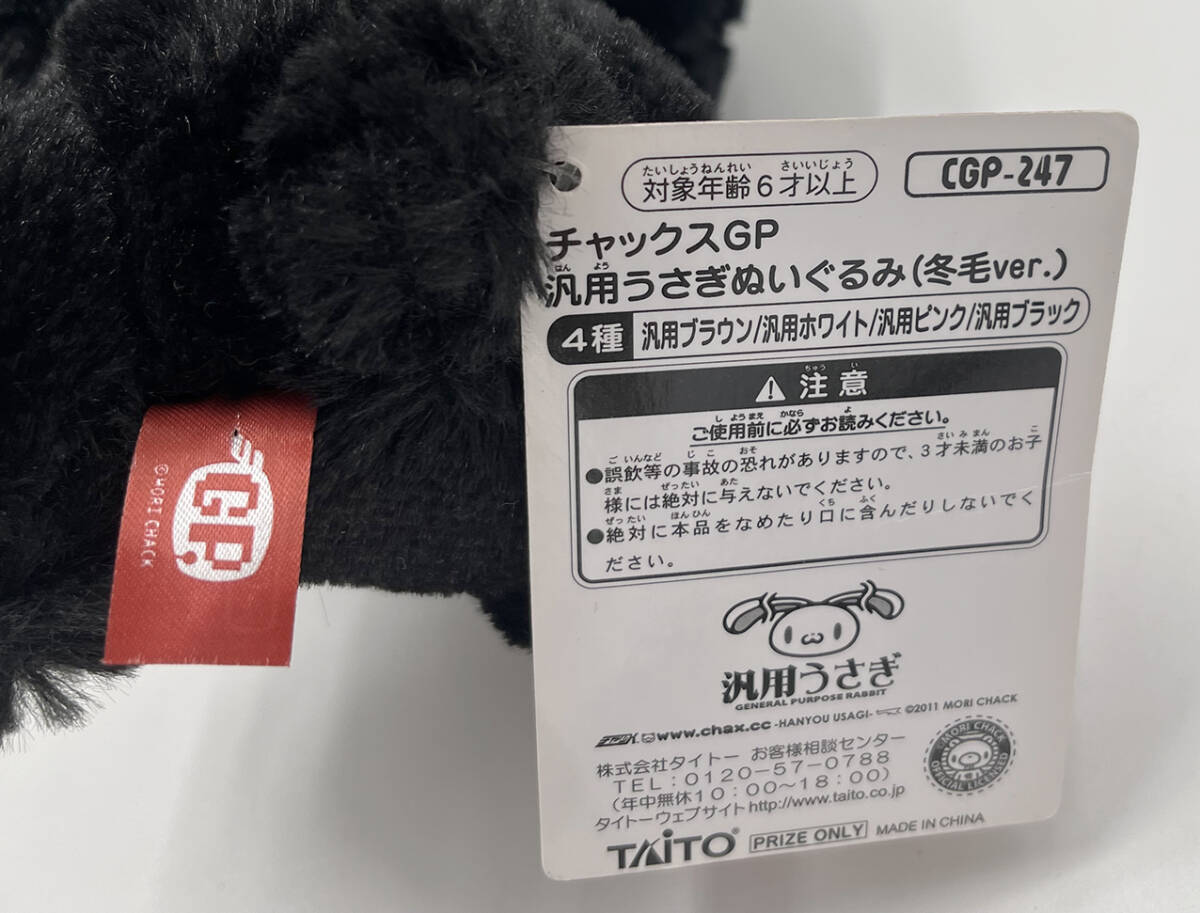 対象年齢6才以上
たいしょうねんれい さいいじょう
CGP-247
チャックスGP
汎用うさぎぬいぐるみ(冬毛ver.)
はん よう
4種 汎用ブラウン/汎用ホワイト/汎用ピンク/汎用ブラック
⚠注意
ちゅう い
ご使用前に必ずお読みください。
しようまえ かなら よ
●誤飲等の事故の恐れがありますので、3才未満のお子
ごいんなど じこ おそ さいみまん こ
様には絶対に与えないでください。
さま ぜったい あた
●絶対に本品をなめたり口に含んだりしないでく
ぜったい ほんひん くち ふく
ださい。
汎用うさぎ
GENERAL PURPOSE RABBIT
www.chax.cc -HANYOU USAGI- ©2011 MORI CHACK
株式会社タイトー お客様相談センター
TEL:0120-57-0788
(年中無休10:00〜18:00)
タイトーウェブサイト http://www.taito.co.jp
©MORI CHACK
OFFICIAL LICENSED
TAITO® PRIZE ONLY MADE IN CHINA
CGP
©MORI CHACK